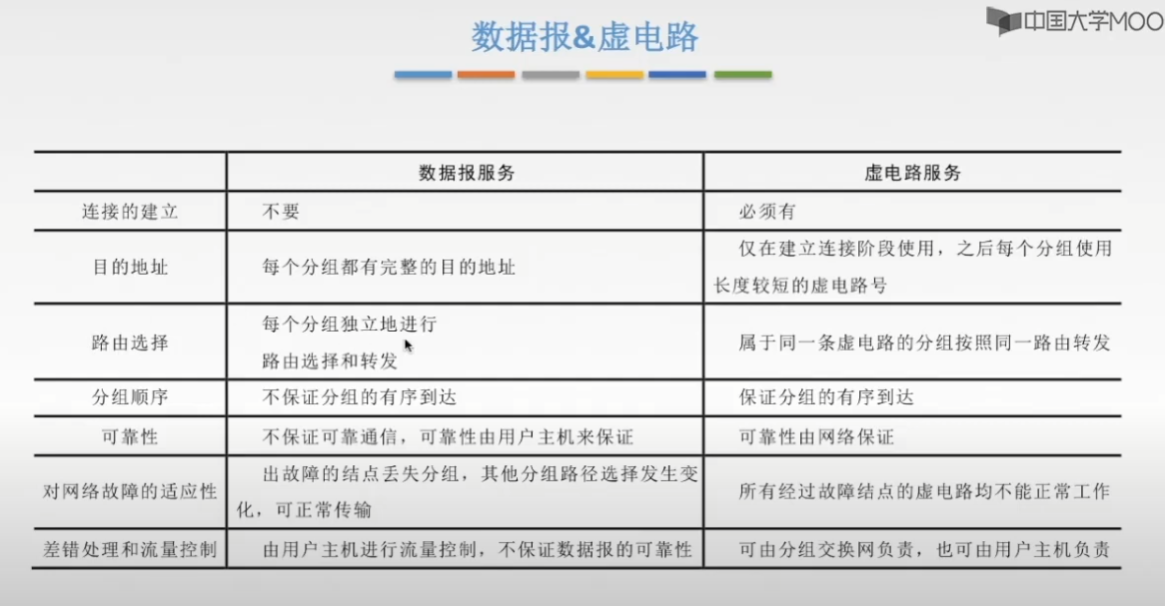 中国大学MOO
数据报&虚电路
数据报服务 虚电路服务
连接的建立 不要 必须有
目的地址 每个分组都有完整的目的地址 仅在建立连接阶段使用，之后每个分组使用
长度较短的虚电路号
路由选择 每个分组独立地进行
路由选择和转发 属于同一条虚电路的分组按照同一路由转发
分组顺序 不保证分组的有序到达 保证分组的有序到达
可靠性 不保证可靠通信，可靠性由用户主机来保证 可靠性由网络保证
对网络故障的适应性 出故障的结点丢失分组，其他分组路径选择发生变
化，可正常传输 所有经过故障结点的虚电路均不能正常工作
差错处理和流量控制 由用户主机进行流量控制，不保证数据报的可靠性 可由分组交换网负责，也可由用户主机负责